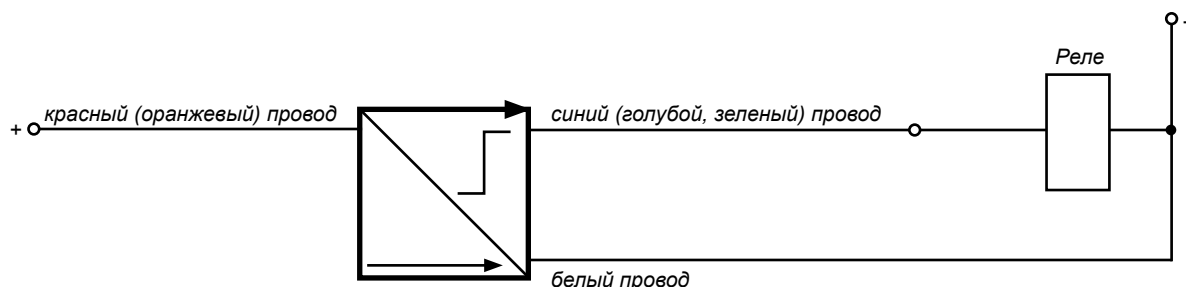 -
Реле
+ красный (оранжевый) провод
синий (голубой, зеленый) провод
белый провод